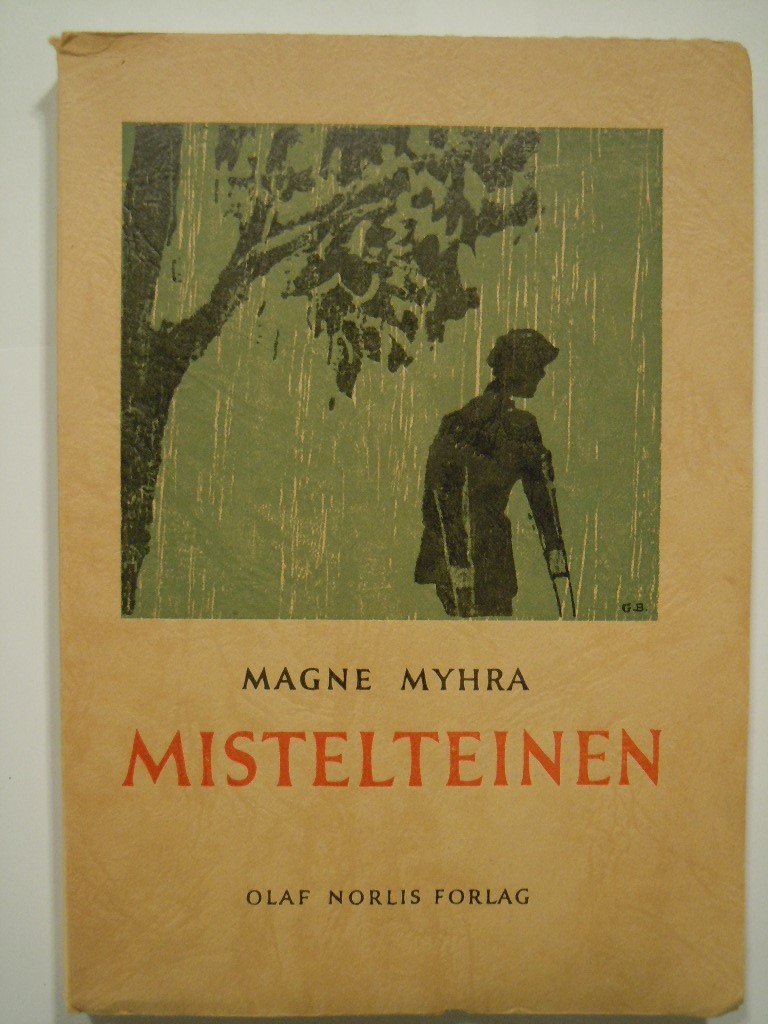 G.B.
MAGNE MYHRA
MISTELTEINEN
OLAF NORLIS FORLAG